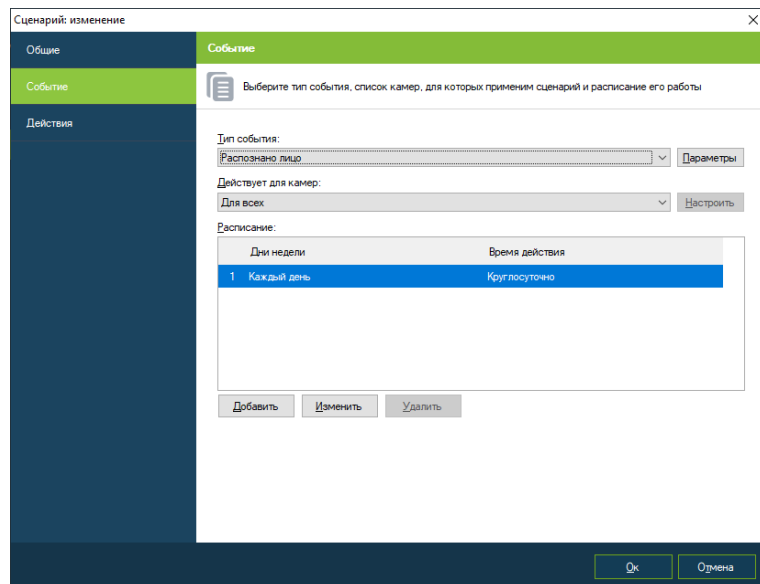 Сценарий: изменение
Общие
Событие
Действия
Событие
Выберите тип события, список камер, для которых применим сценарий и расписание его работы
Тип события:
Распознано лицо
Параметры
Действует для камер:
Для всех
Настроить
Расписание:
Дни недели Время действия
1 Каждый день Круглосуточно
Добавить Изменить Удалить
Ок Отмена